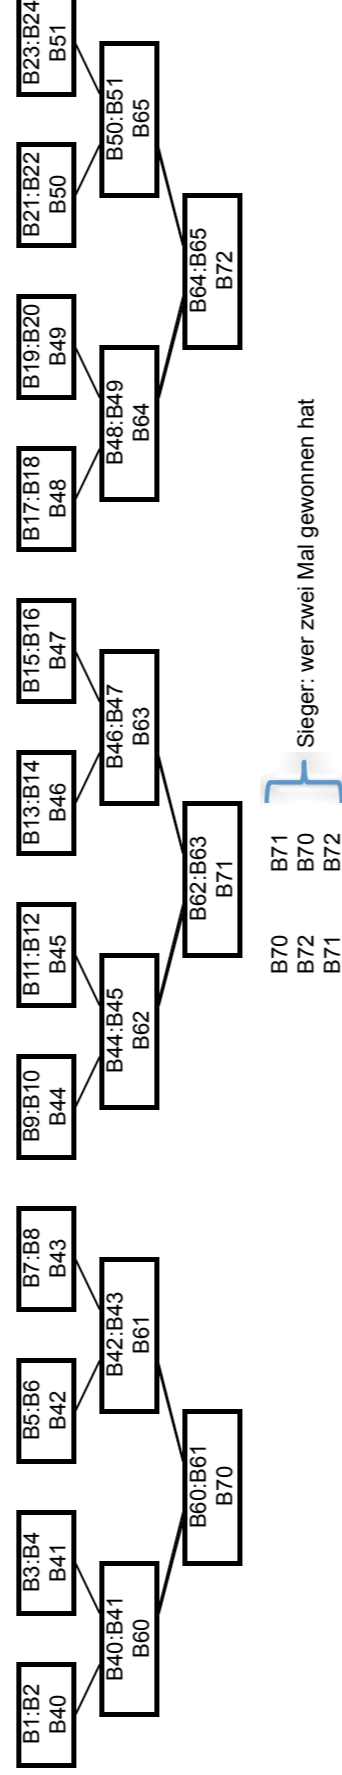 B1:B2
B40
B3:B4
B41
B5:B6
B42
B7:B8
B43
B9:B10
B44
B11:B12
B45
B13:B14
B46
B15:B16
B47
B17:B18
B48
B19:B20
B49
B21:B22
B50
B23:B24
B51
B40:B41
B60
B42:B43
B61
B44:B45
B62
B46:B47
B63
B48:B49
B64
B50:B51
B65
B60:B61
B70
B62:B63
B71
B64:B65
B72
B70 B71
B72 B70
B71 B72
Sieger: wer zwei Mal gewonnen hat